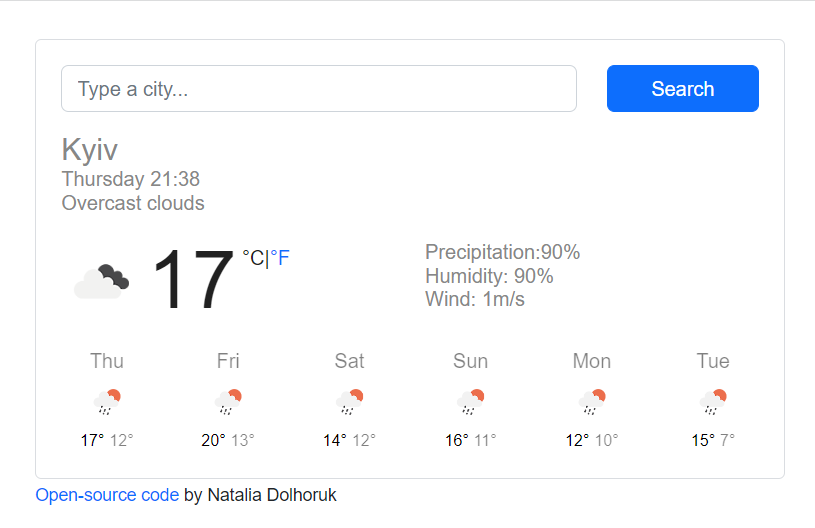 Type a city...
Search
Kyiv
Thursday 21:38
Overcast clouds
17 °C|°F
Precipitation:90%
Humidity: 90%
Wind: 1m/s
Thu Fri Sat Sun Mon Tue
17° 12° 20° 13° 14° 12° 16° 11° 12° 10° 15° 7°
Open-source code by Natalia Dolhoruk